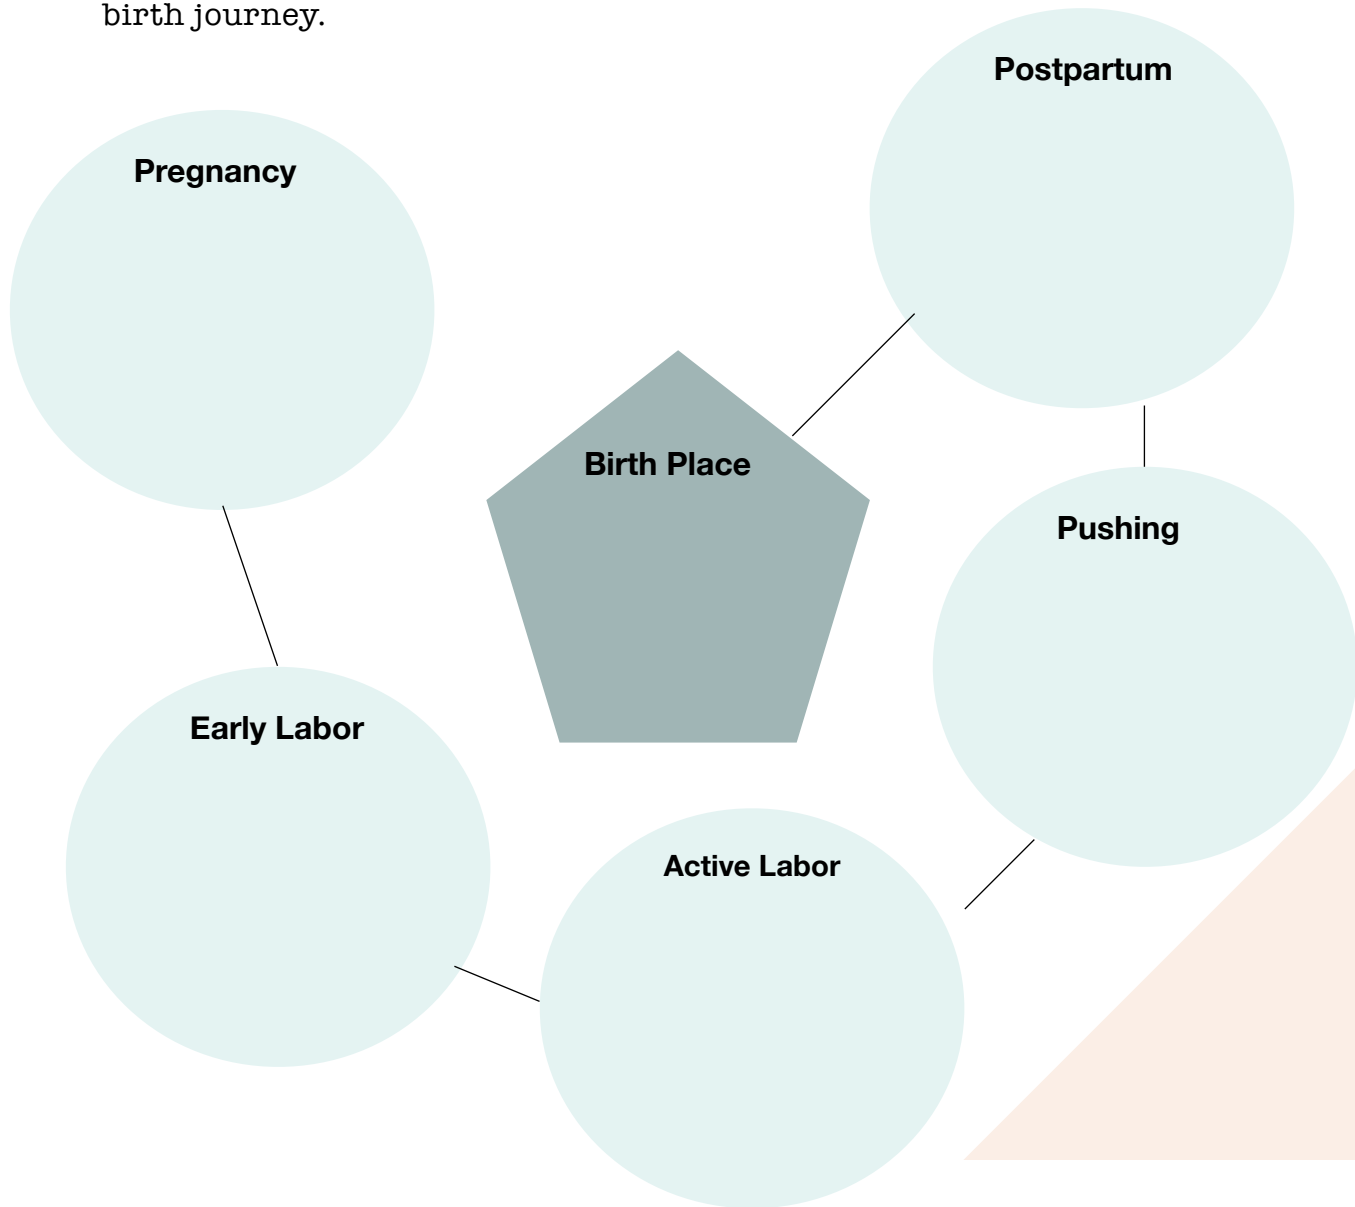 birth journey.
Postpartum
Pregnancy
Birth Place
Pushing
Early Labor
Active Labor